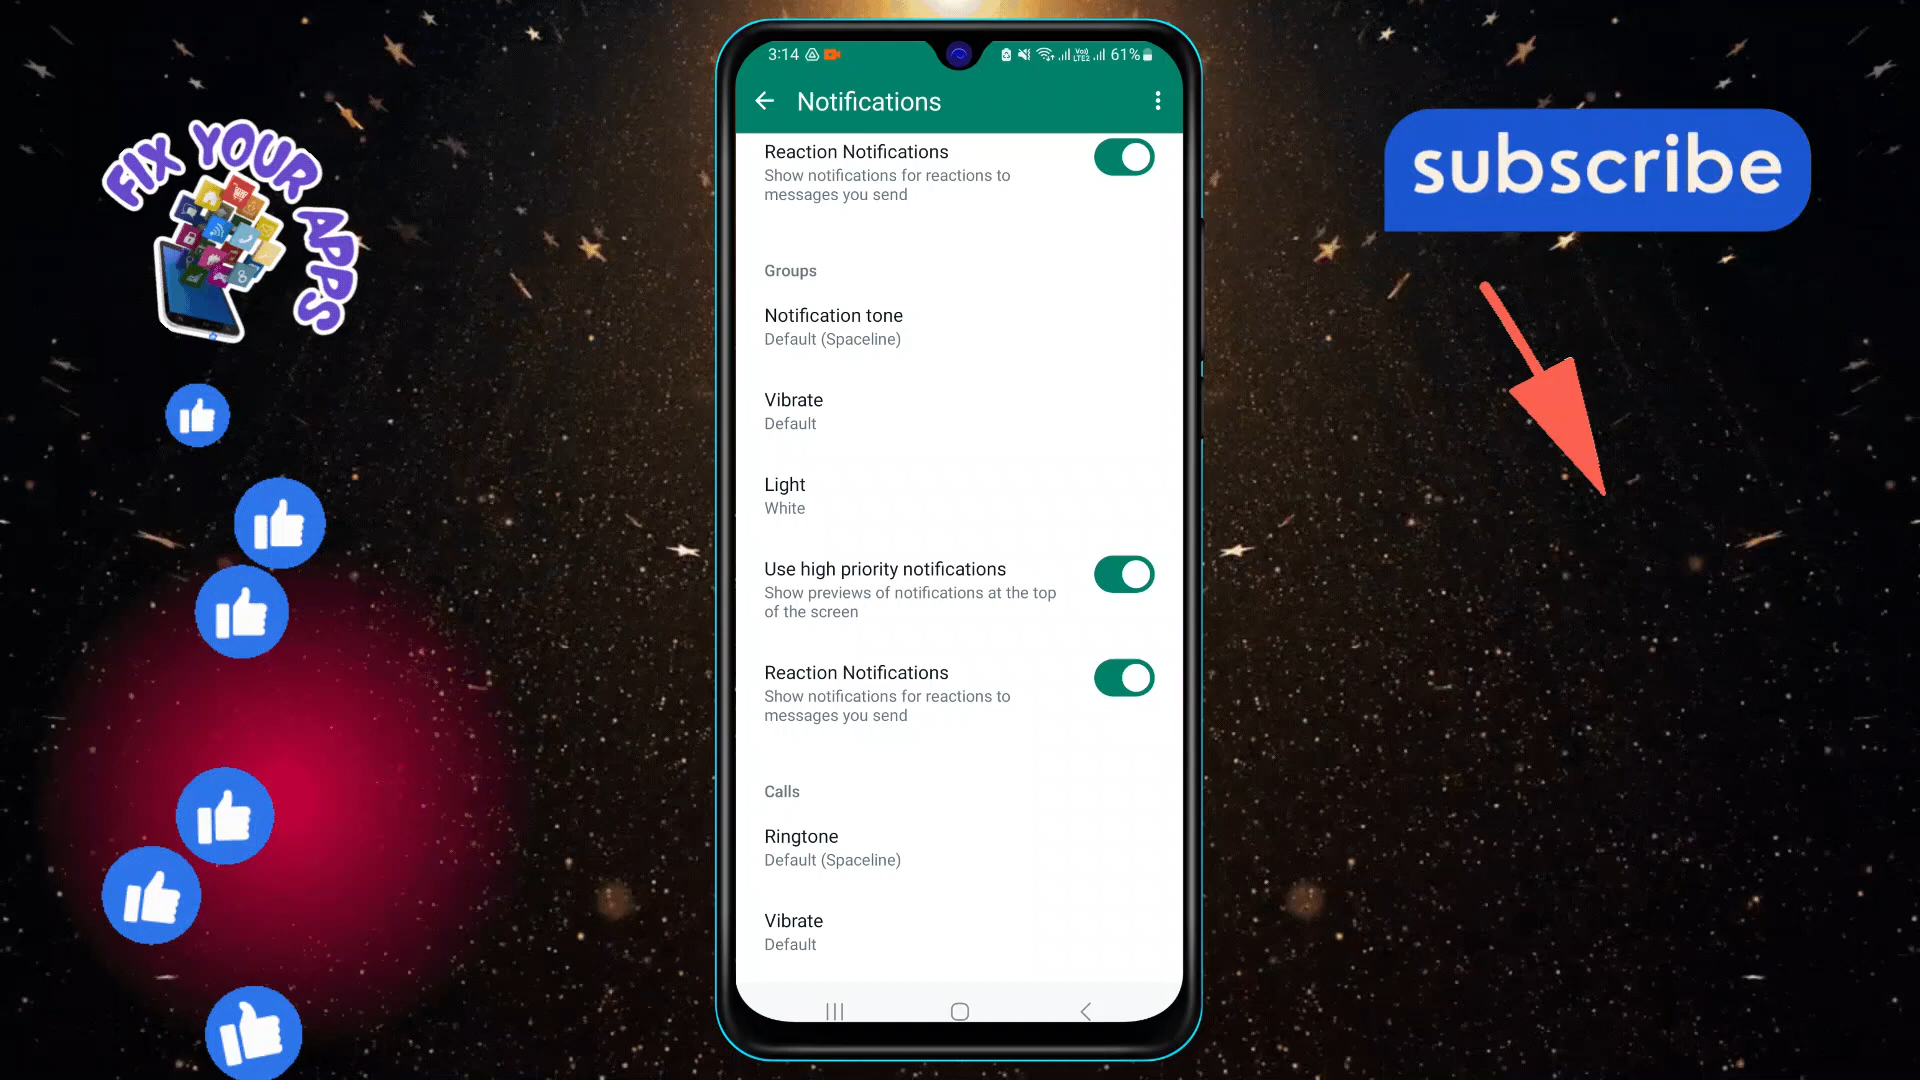 FIX YOUR APPS
subscribe
3:14
Vo))
LTE2
61%
Notifications
Reaction Notifications
Show notifications for reactions to
messages you send
Groups
Notification tone
Default (Spaceline)
Vibrate
Default
Light
White
Use high priority notifications
Show previews of notifications at the top
of the screen
Reaction Notifications
Show notifications for reactions to
messages you send
Calls
Ringtone
Default (Spaceline)
Vibrate
Default